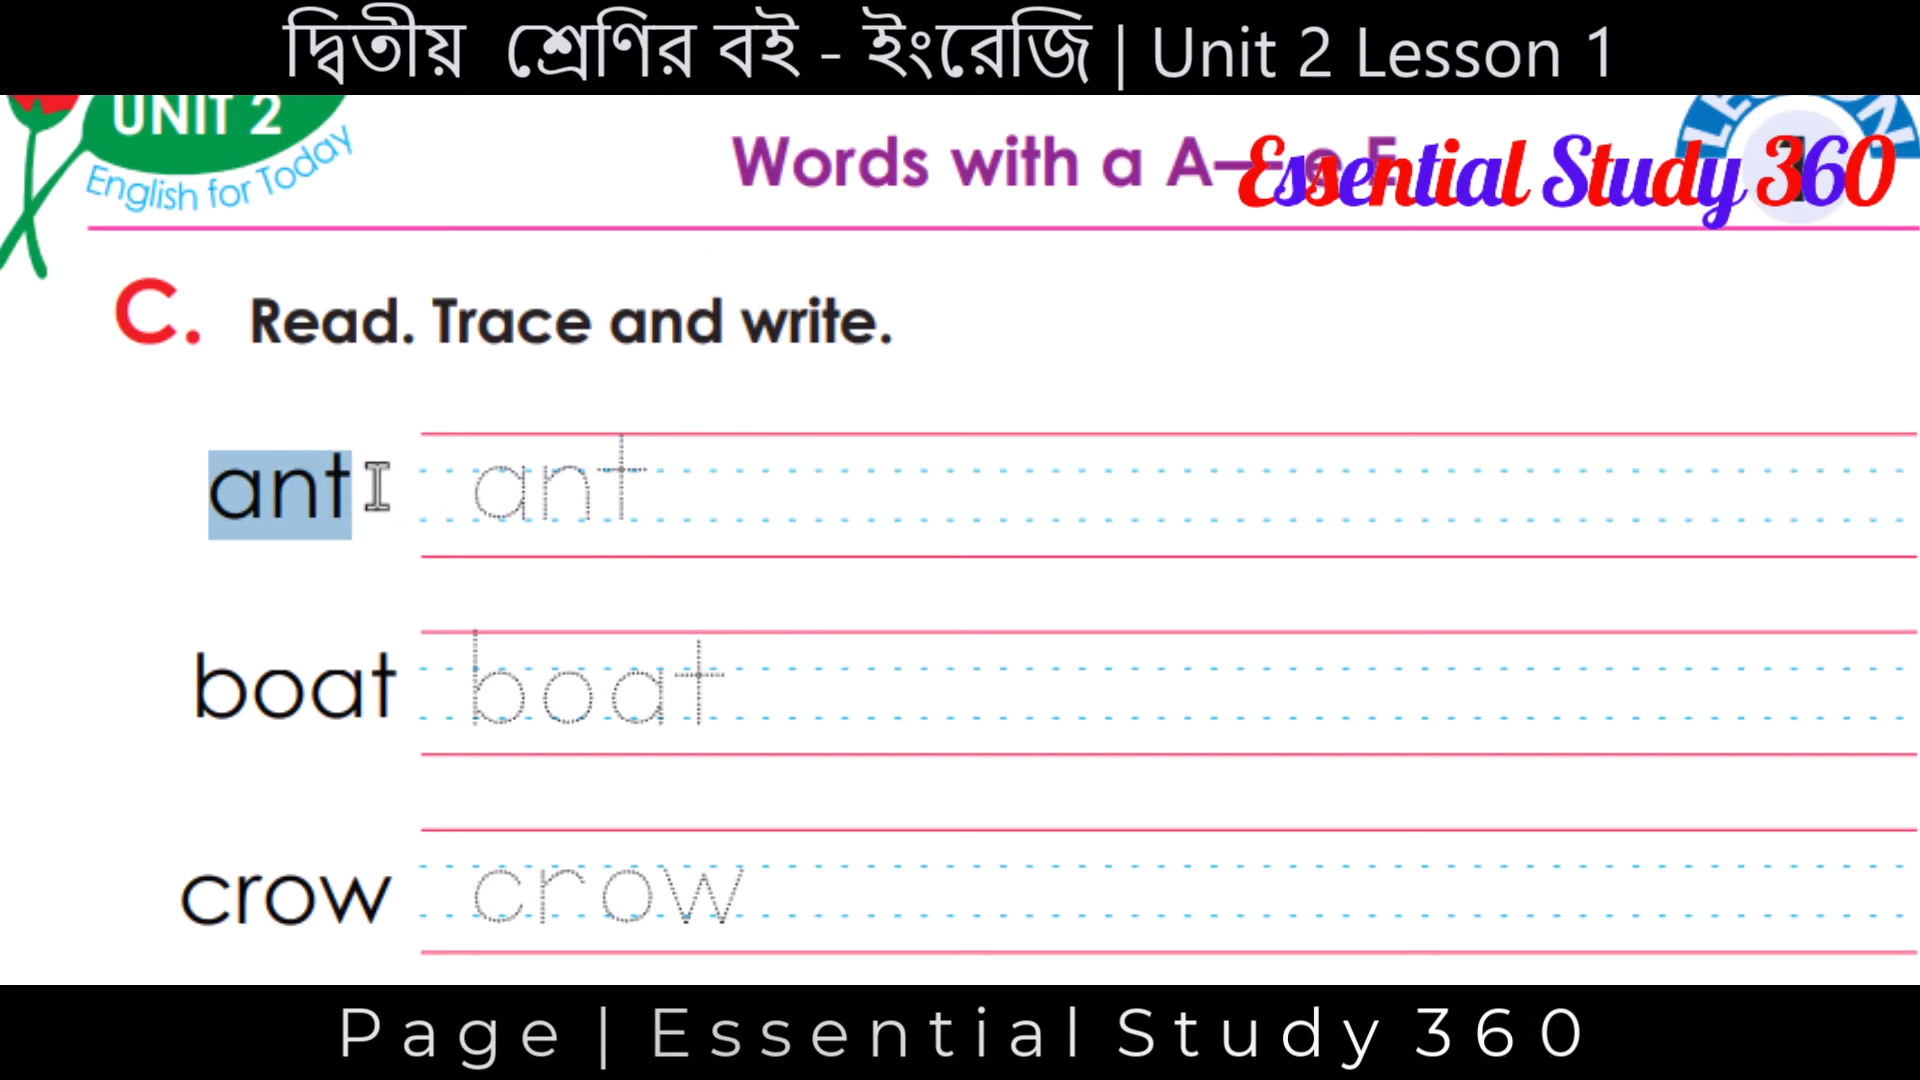 দ্বিতীয় শ্রেণির বই - ইংরেজি | Unit 2 Lesson 1
UNIT 2
English for Today
Words with a A—e E
Essential Study 360
C. Read. Trace and write.
ant ant
boat boat
crow crow
Page | Essential Study 360